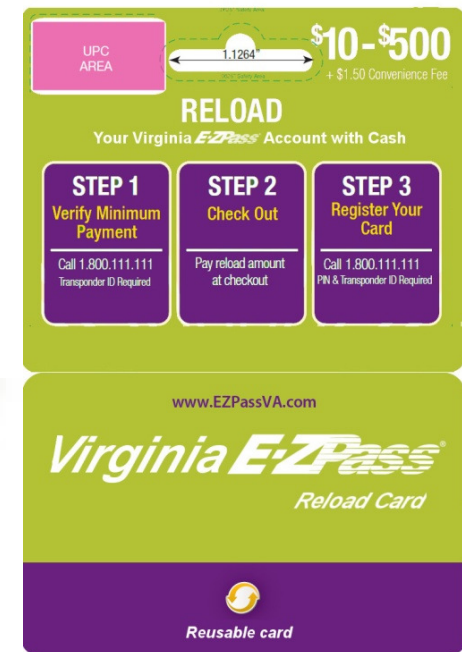 UPC
AREA
1.1264"
$10-$500
+ $1.50 Convenience Fee
RELOAD
Your Virginia E-ZPass Account with Cash
STEP 1
Verify Minimum
Payment
Call 1.800.111.111
Transponder ID Required
STEP 2
Check Out
Pay reload amount
at checkout
STEP 3
Register Your
Card
Call 1.800.111.111
PIN & Transponder ID Required
www.EZPassVA.com
Virginia E-ZPass®
Reload Card
Reusable card